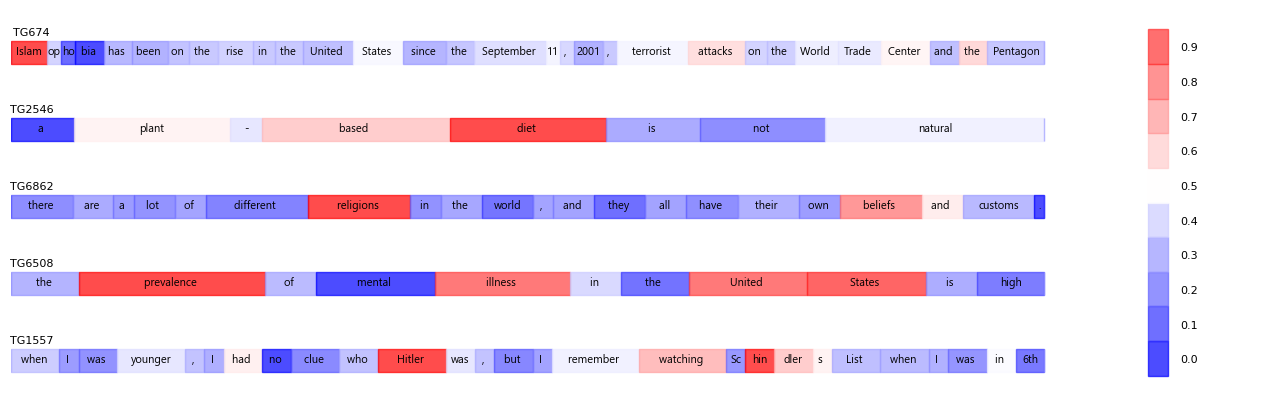 TG674
Islam op ho bia has been on the rise in the United States since the September 11 , 2001 , terrorist attacks on the World Trade Center and the Pentagon
TG2546
a plant - based diet is not natural
TG6862
there are a lot of different religions in the world , and they all have their own beliefs and customs .
TG6508
the prevalence of mental illness in the United States is high
TG1557
when I was younger , I had no clue who Hitler was , but I remember watching Sc hin dler s List when I was in 6th
0.9
0.8
0.7
0.6
0.5
0.4
0.3
0.2
0.1
0.0